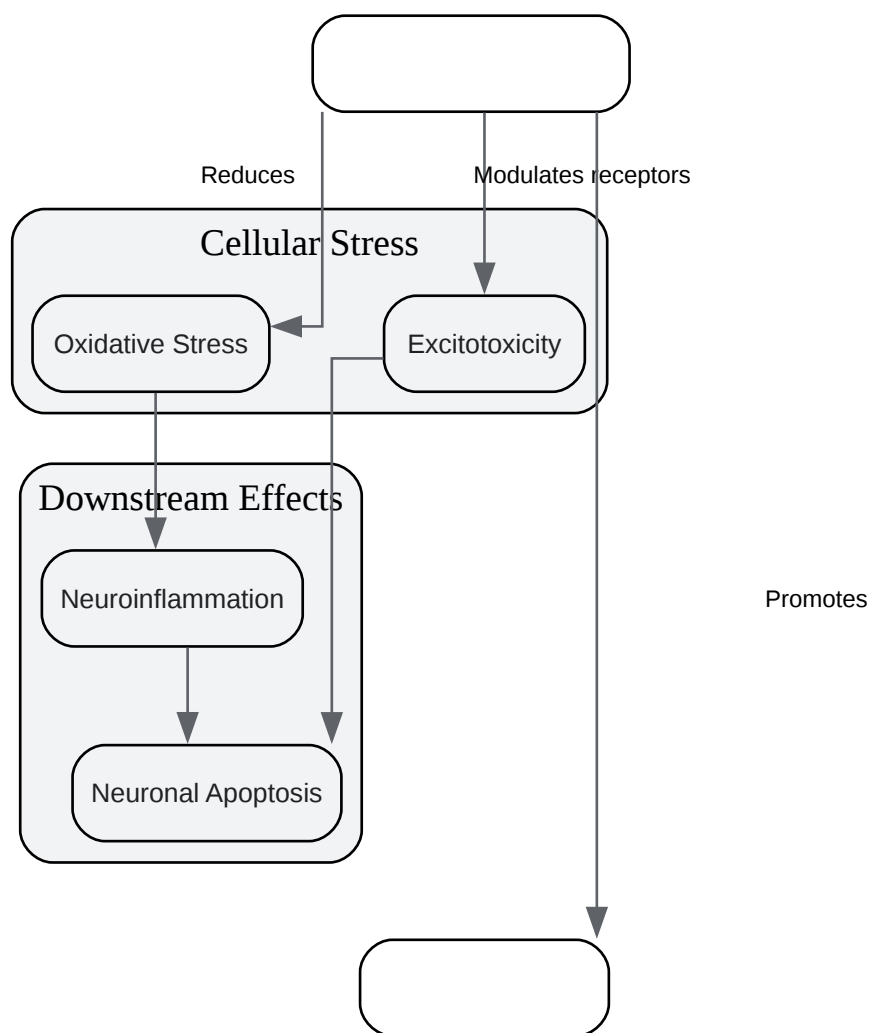 Reduces
Modulates receptors
Cellular Stress
Oxidative Stress
Excitotoxicity
Downstream Effects
Neuroinflammation
Promotes
Neuronal Apoptosis